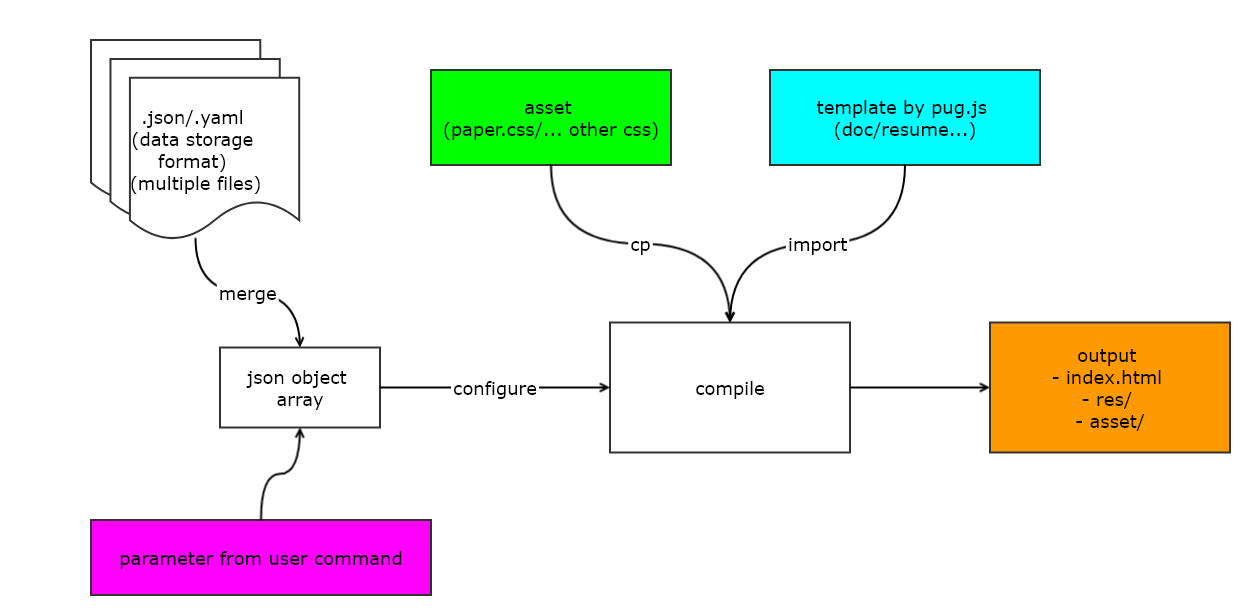 .json/.yaml
(data storage
format)
(multiple files)
asset
(paper.css/... other css)
template by pug.js
(doc/resume...)
cp
import
merge
json object
array
configure
compile
output
- index.html
- res/
- asset/
parameter from user command